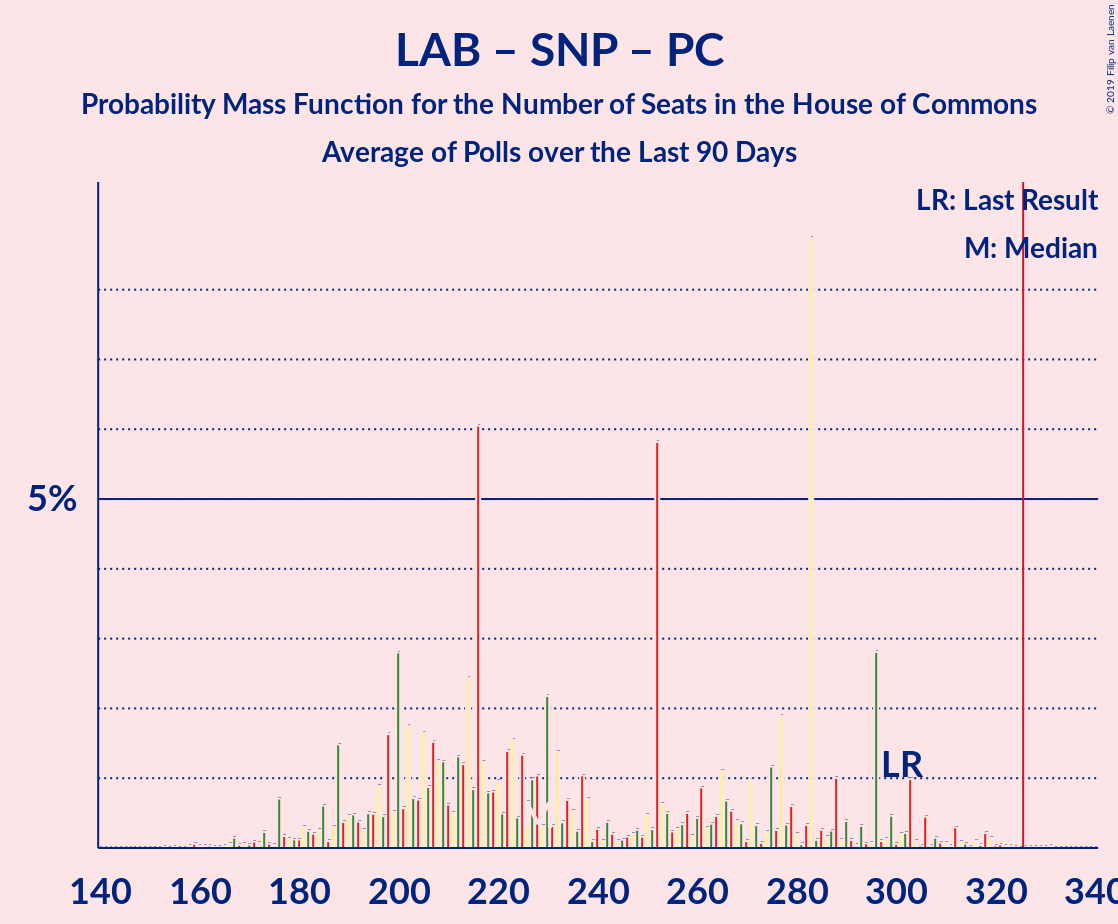 LAB – SNP – PC
Probability Mass Function for the Number of Seats in the House of Commons
Average of Polls over the Last 90 Days
© 2019 Filip van Laenen
LR: Last Result
M: Median
5%
LR
140 160 180 200 220 240 260 280 300 320 340